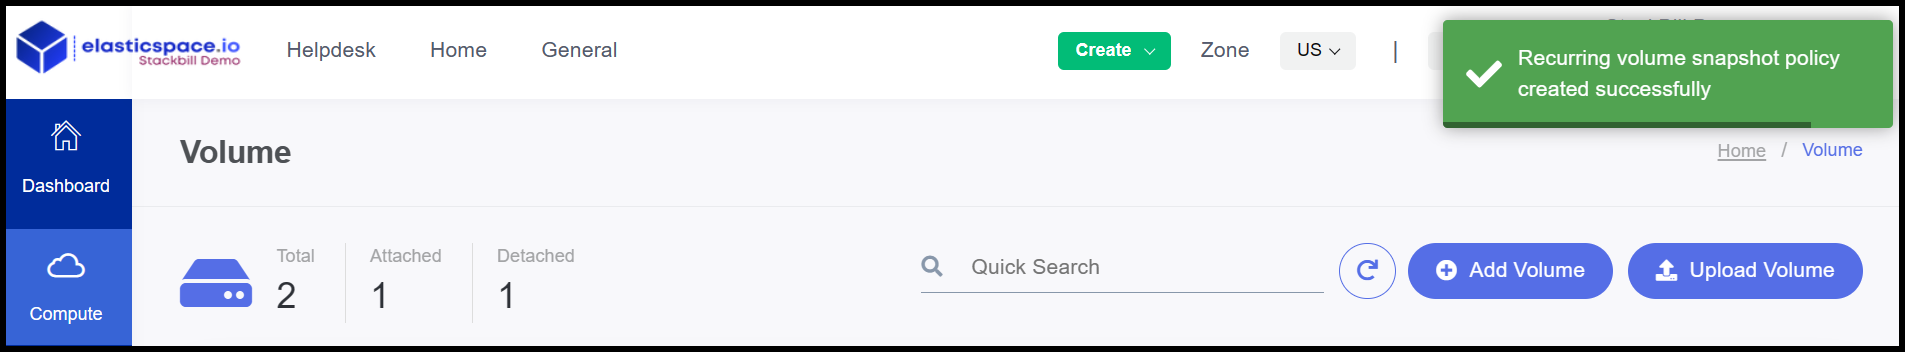 elasticspace.io
Stackbill Demo
Helpdesk Home General
Create Zone US |
Recurring volume snapshot policy
created successfully
Dashboard
Volume
Home / Volume
Compute
Total Attached Detached
2 1 1
Quick Search
Add Volume Upload Volume